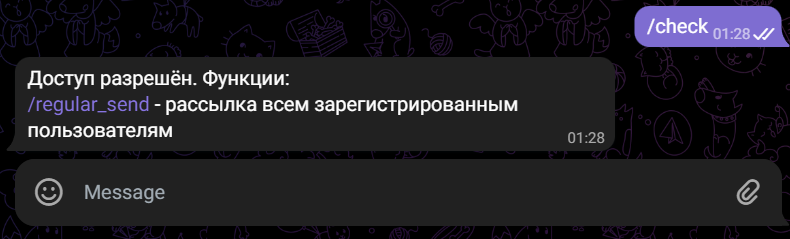 /check 01:28
Доступ разрешён. Функции:
/regular_send - рассылка всем зарегистрированным
пользователям
01:28
Message